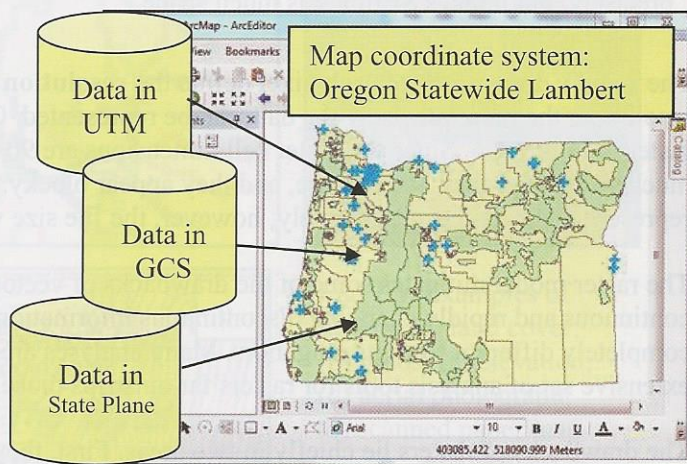 ArcMap - ArcEditor
View Bookmarks
Map coordinate system:
Oregon Statewide Lambert
Data in
UTM
Data in
GCS
Data in
State Plane
Catalog
Arial
10
B I U A
403085.422 518090.999 Meters